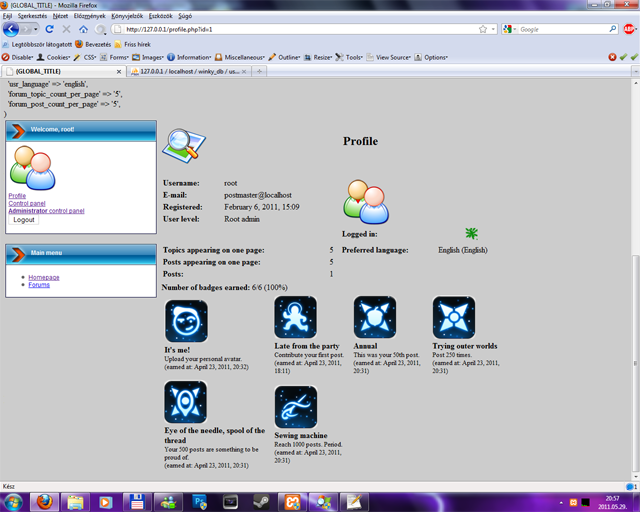 {GLOBAL_TITLE} - Mozilla Firefox
Fájl Szerkesztés Nézet Előzmények Könyvjelzők Eszközök Súgó
http://127.0.0.1/profile.php?id=1
Google
ABP
Legtöbbször látogatott Bevezetés Friss hírek
Disable Cookies CSS Forms Images Information Miscellaneous Outline Resize Tools View Source Options
{GLOBAL_TITLE} 127.0.0.1 / localhost / winky_db / us...
'usr_language' => 'english',
'forum_topic_count_per_page' => '5',
'forum_post_count_per_page' => '5',
)
Welcome, root!
Profile
Control panel
Administrator control panel
Logout
Main menu
Homepage
Forums
Profile
Username: root
E-mail: postmaster@localhost
Registered: February 6, 2011, 15:09
User level: Root admin
Logged in:
Topics appearing on one page: 5 Preferred language: English (English)
Posts appearing on one page: 5
Posts: 1
Number of badges earned: 6/6 (100%)
It's me!
Upload your personal avatar.
(earned at: April 23, 2011, 20:32)
Late from the party
Contribute your first post.
(earned at: April 23, 2011,
18:11)
Annual
This was your 50th post.
(earned at: April 23, 2011,
20:31)
Trying outer worlds
Post 250 times.
(earned at: April 23, 2011,
20:31)
Eye of the needle, spool of the
thread
Your 500 posts are something to
be proud of.
(earned at: April 23, 2011, 20:31)
Sewing machine
Reach 1000 posts. Period.
(earned at: April 23, 2011,
20:31)
Kész
1
20:57
2011.05.29.